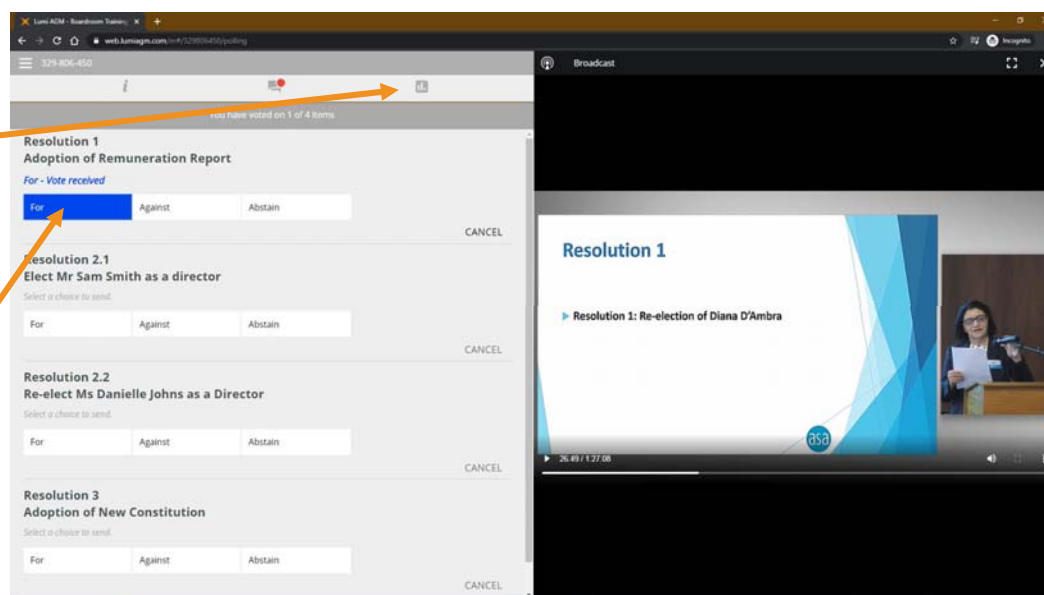 Lumi AGM - Boardroom Training
web.lumiagm.com/#/329806450/polling
Incognito
329-806-450
Broadcast
You have voted on 1 of 4 items
Resolution 1
Adoption of Remuneration Report
For - Vote received
For Against Abstain
CANCEL
Resolution 2.1
Elect Mr Sam Smith as a director
Select a choice to send.
For Against Abstain
CANCEL
Resolution 2.2
Re-elect Ms Danielle Johns as a Director
Select a choice to send.
For Against Abstain
CANCEL
Resolution 3
Adoption of New Constitution
Select a choice to send.
For Against Abstain
CANCEL
Resolution 1
Resolution 1: Re-election of Diana D'Ambra
asa
26:49 / 1:27:08